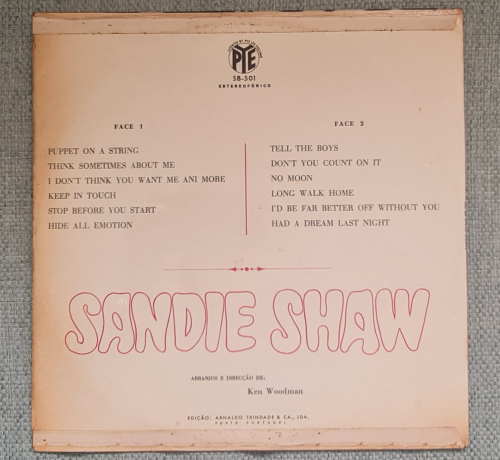 PYE
SB-501
ESTEREOFÓNICO
FACE 1
PUPPET ON A STRING
THINK SOMETIMES ABOUT ME
I DON'T THINK YOU WANT ME ANI MORE
KEEP IN TOUCH
STOP BEFORE YOU START
HIDE ALL EMOTION
FACE 2
TELL THE BOYS
DON'T YOU COUNT ON IT
NO MOON
LONG WALK HOME
I'D BE FAR BETTER OFF WITHOUT YOU
HAD A DREAM LAST NIGHT
SANDIE SHAW
ARRANJOS E DIRECÇÃO DE:
Ken Woodman
EDIÇÃO: ARNALDO TRINDADE & CA., LDA.
PORTO PORTUGAL